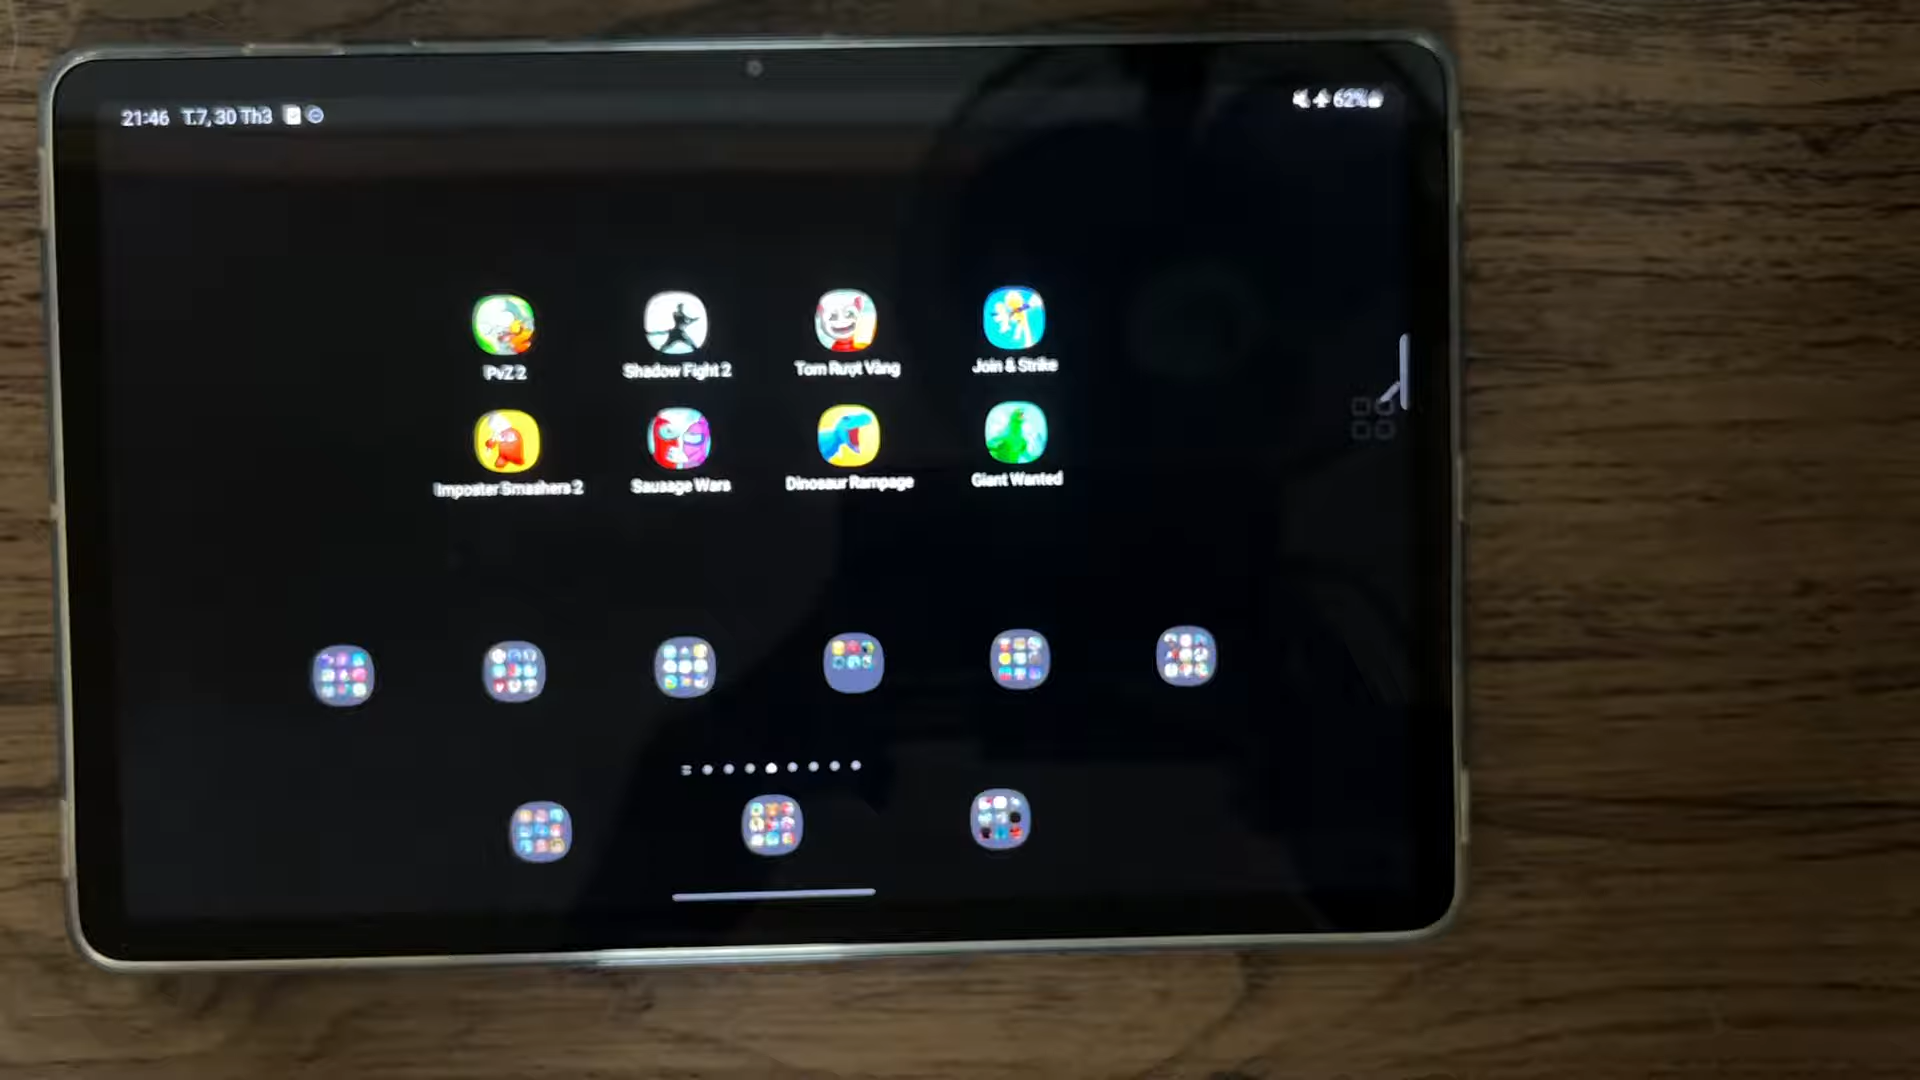 21:46 T.7, 30 Th3
62%
PvZ 2
Shadow Fight 2
Tom Rượt Vàng
Join & Strike
Imposter Smashers 2
Sausage Wars
Dinosaur Rampage
Giant Wanted